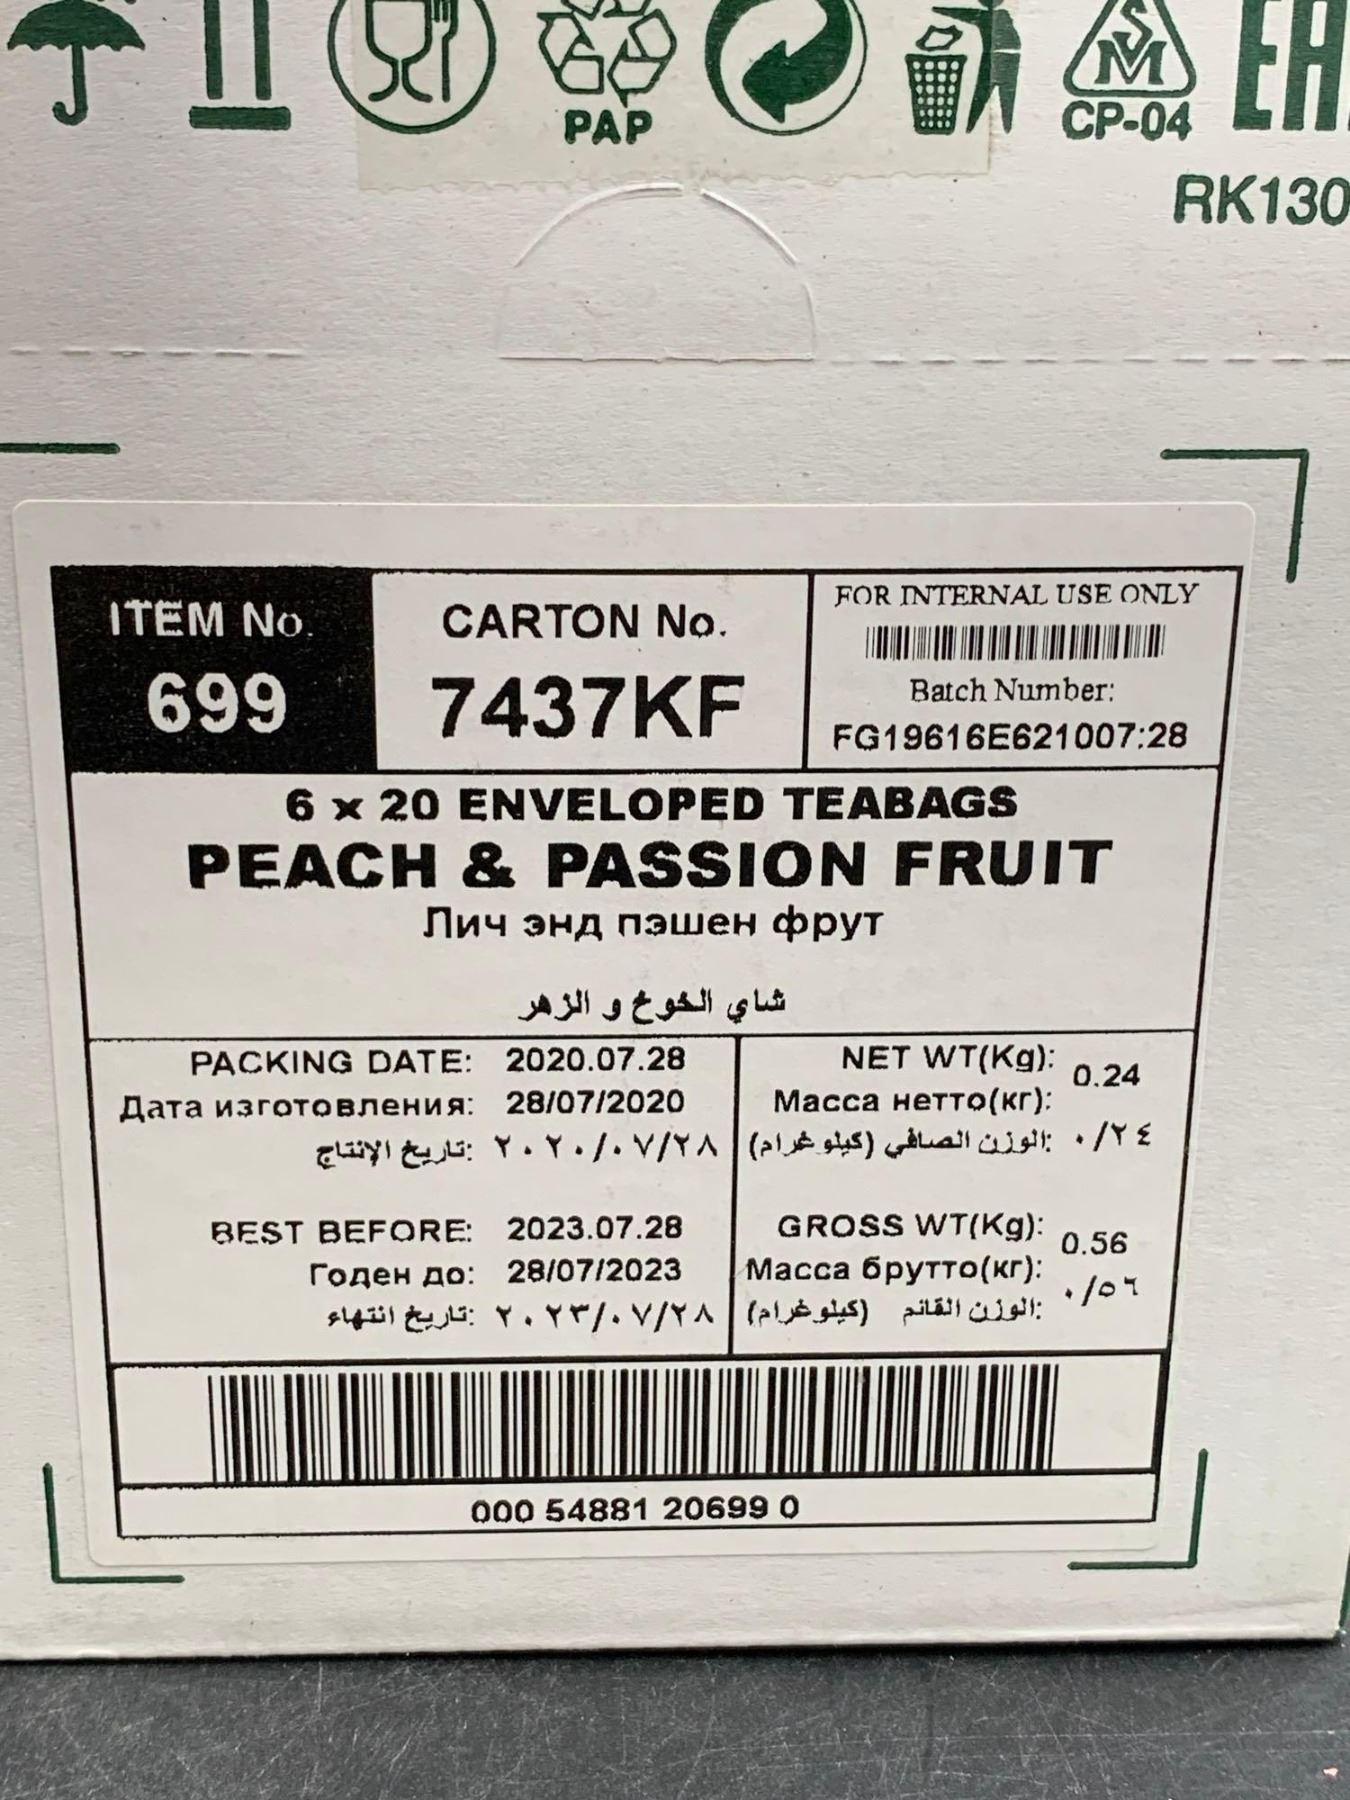 PAP
CP-04
EAC
RK130
ITEM No.
699
CARTON No.
7437KF
FOR INTERNAL USE ONLY
Batch Number:
FG19616E621007:28
6 x 20 ENVELOPED TEABAGS
PEACH & PASSION FRUIT
Пич энд пэшен фрут
شاي الخوخ و الزهر
PACKING DATE: 2020.07.28
Дата изготовления: 28/07/2020
تاريخ الإنتاج: ٢٠٢٠/٠٧/٢٨
BEST BEFORE: 2023.07.28
Годен до: 28/07/2023
تاريخ انتهاء: ٢٠٢٣/٠٧/٢٨
NET WT(Kg): 0.24
Масса нетто(кг):
الوزن الصافي (كيلوغرام): ٠/٢٤
GROSS WT(Kg): 0.56
Масса брутто(кг):
الوزن القائم (كيلوغرام): ٠/٥٦
000 54881 20699 0